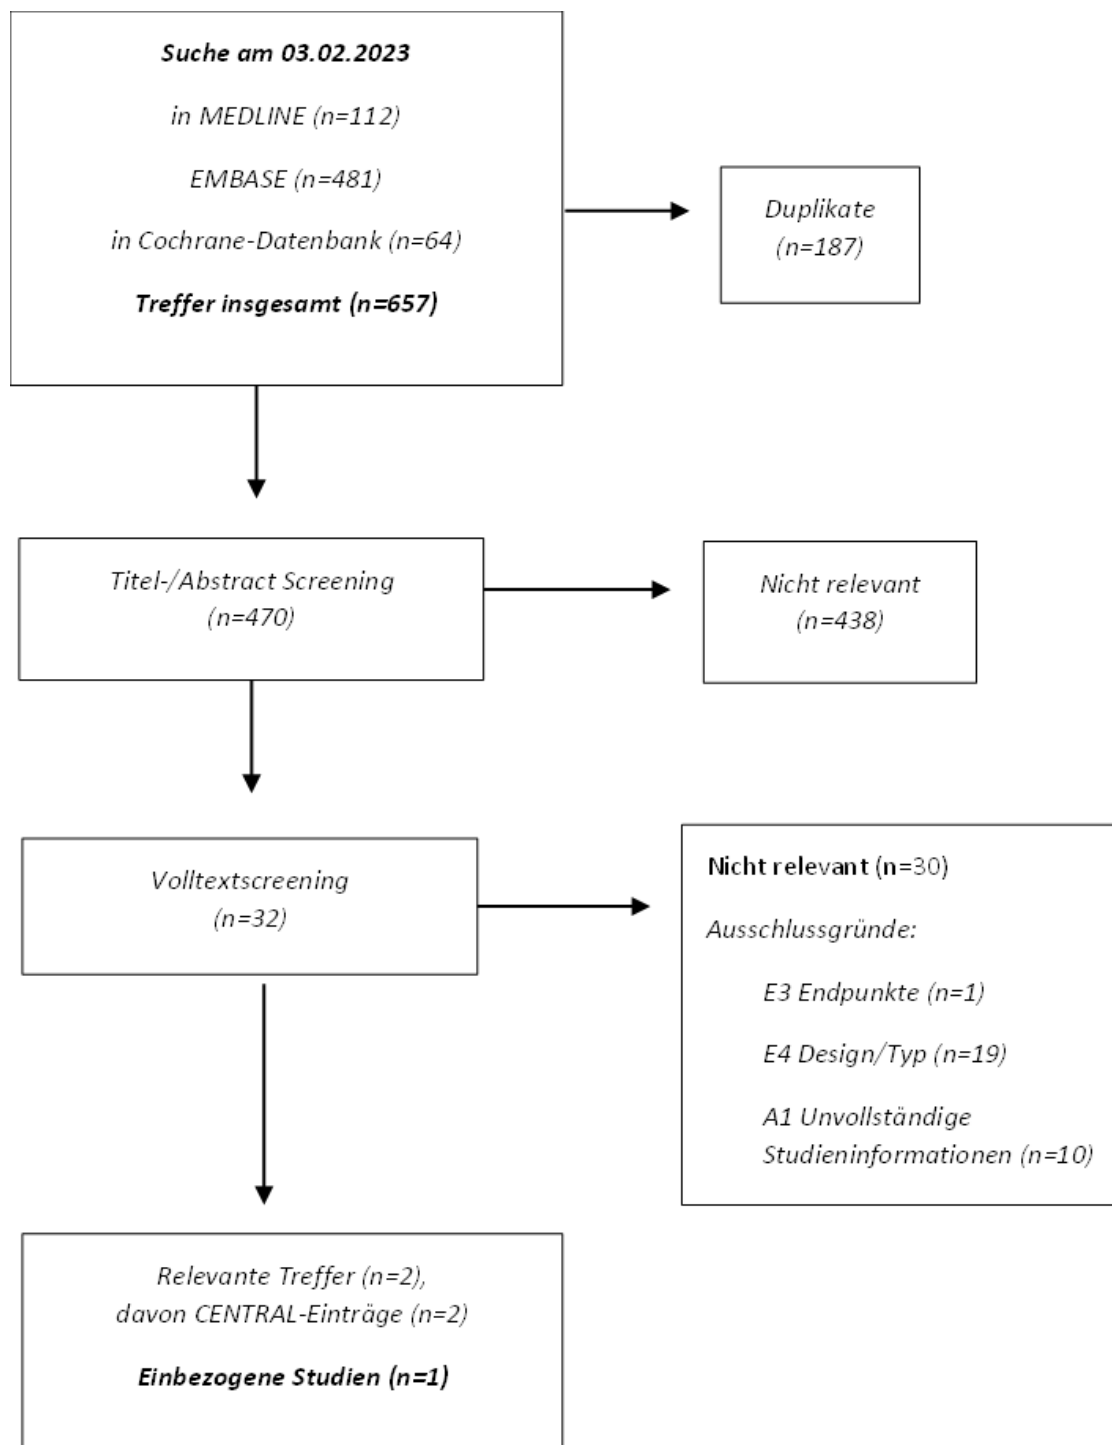 Suche am 03.02.2023
in MEDLINE (n=112)
EMBASE (n=481)
in Cochrane-Datenbank (n=64)
Treffer insgesamt (n=657)
Duplikate
(n=187)
Titel-/Abstract Screening
(n=470)
Nicht relevant
(n=438)
Volltextscreening
(n=32)
Nicht relevant (n=30)
Ausschlussgründe:
E3 Endpunkte (n=1)
E4 Design/Typ (n=19)
A1 Unvollständige
Studieninformationen (n=10)
Relevante Treffer (n=2),
davon CENTRAL-Einträge (n=2)
Einbezogene Studien (n=1)